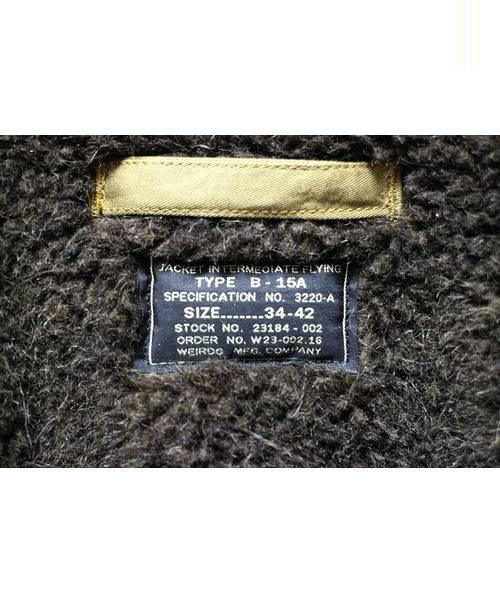 JACKET INTERMEDIATE FLYING
TYPE B-15A
SPECIFICATION NO. 3220-A
SIZE.......34-42
STOCK NO. 23184-002
ORDER NO. W23-002.16
WEIRDO MFG. COMPANY